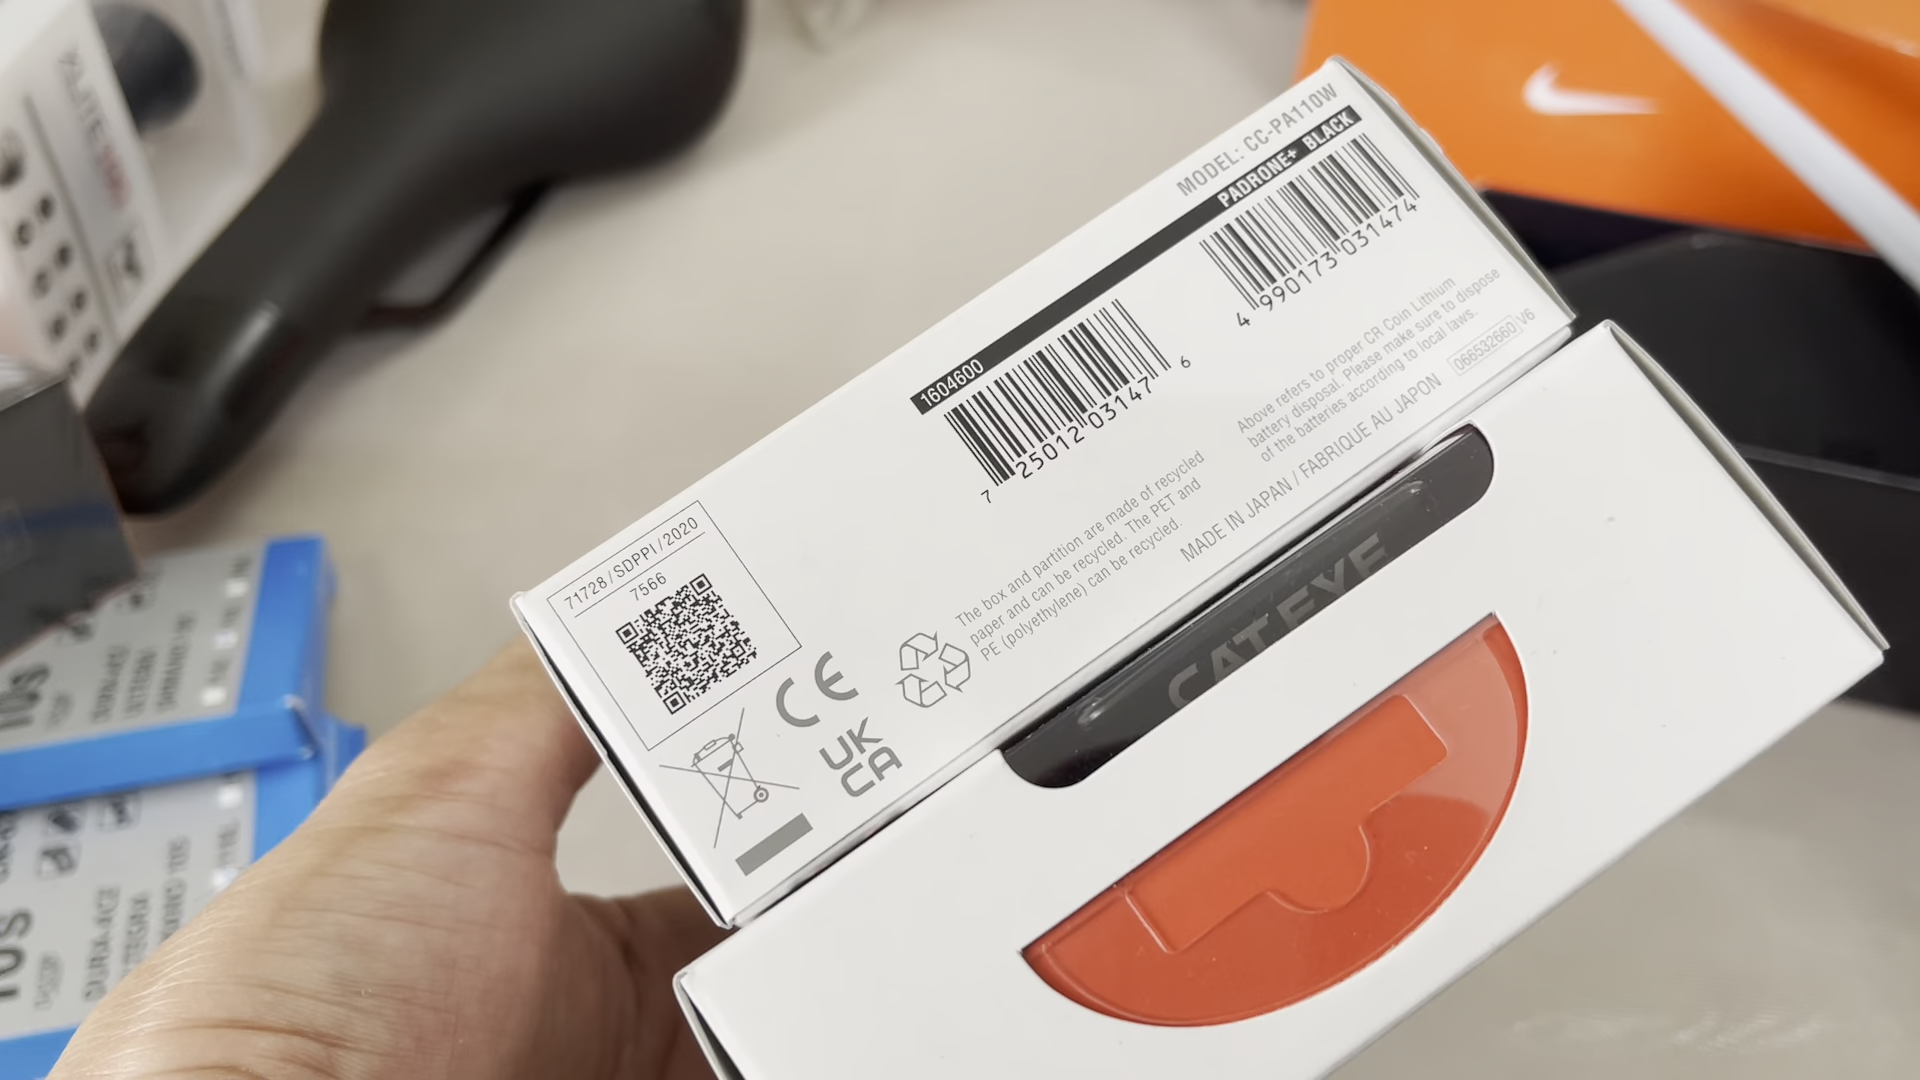 MODEL: CC-PA110W
1604600 PADRONE+ BLACK
7 25012 03147 6
4 990173 031474
71728/SDPPI/2020
7566
CE
UK
CA
The box and partition are made of recycled
paper and can be recycled. The PET and
PE (polyethylene) can be recycled.
Above refers to proper CR Coin Lithium
battery disposal. Please make sure to dispose
of the batteries according to local laws.
MADE IN JAPAN / FABRIQUE AU JAPON
066532660 V6
CATEYE
10S
10S